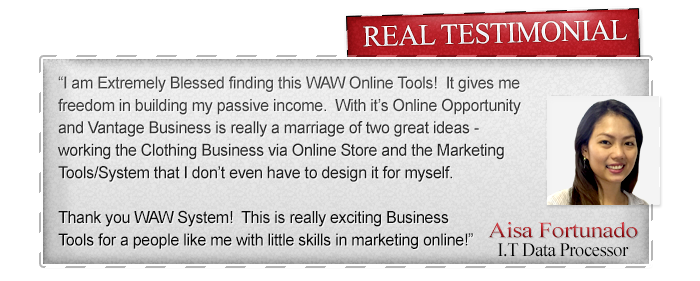 REAL TESTIMONIAL
“I am Extremely Blessed finding this WAW Online Tools!  It gives me
freedom in building my passive income.  With it’s Online Opportunity
and Vantage Business is really a marriage of two great ideas -
working the Clothing Business via Online Store and the Marketing
Tools/System that I don’t even have to design it for myself.
Thank you WAW System!  This is really exciting Business
Tools for a people like me with little skills in marketing online!”
Aisa Fortunado
I.T Data Processor